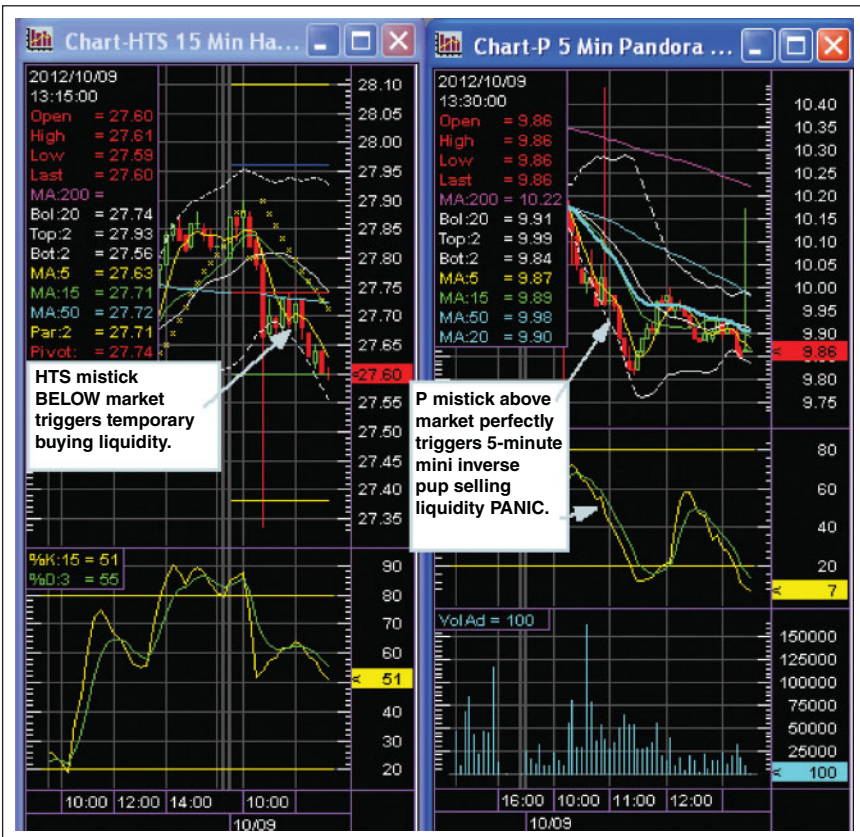 Chart-HTS 15 Min Ha...
2012/10/09
13:15:00
Open = 27.60
High = 27.61
Low = 27.59
Last = 27.60
MA:200 =
Bol:20 = 27.74
Top:2 = 27.93
Bot:2 = 27.56
MA:5 = 27.63
MA:15 = 27.71
MA:50 = 27.72
Par:2 = 27.71
Pivot: = 27.74
28.10
28.05
28.00
27.95
27.90
27.85
27.80
27.75
27.70
27.65
27.60
27.55
27.50
27.45
27.40
27.35
HTS mistick
BELOW market
triggers temporary
buying liquidity.
%K:15 = 51
%D:3 = 55
90
80
70
60
< 51
40
30
20
10:00 12:00 14:00 10:00
10/09
Chart-P 5 Min Pandora ...
2012/10/09
13:30:00
Open = 9.86
High = 9.86
Low = 9.86
Last = 9.86
MA:200 = 10.22
Bol:20 = 9.91
Top:2 = 9.99
Bot:2 = 9.84
MA:5 = 9.87
MA:15 = 9.89
MA:50 = 9.98
MA:20 = 9.90
10.40
10.35
10.30
10.25
10.20
10.15
10.10
10.05
10.00
9.95
9.90
< 9.86
9.80
9.75
P mistick above
market perfectly
triggers 5-minute
mini inverse
pup selling
liquidity PANIC.
80
60
40
20
< 7
VolAd = 100
150000
125000
100000
75000
50000
25000
< 100
16:00 10:00 11:00 12:00
10/09